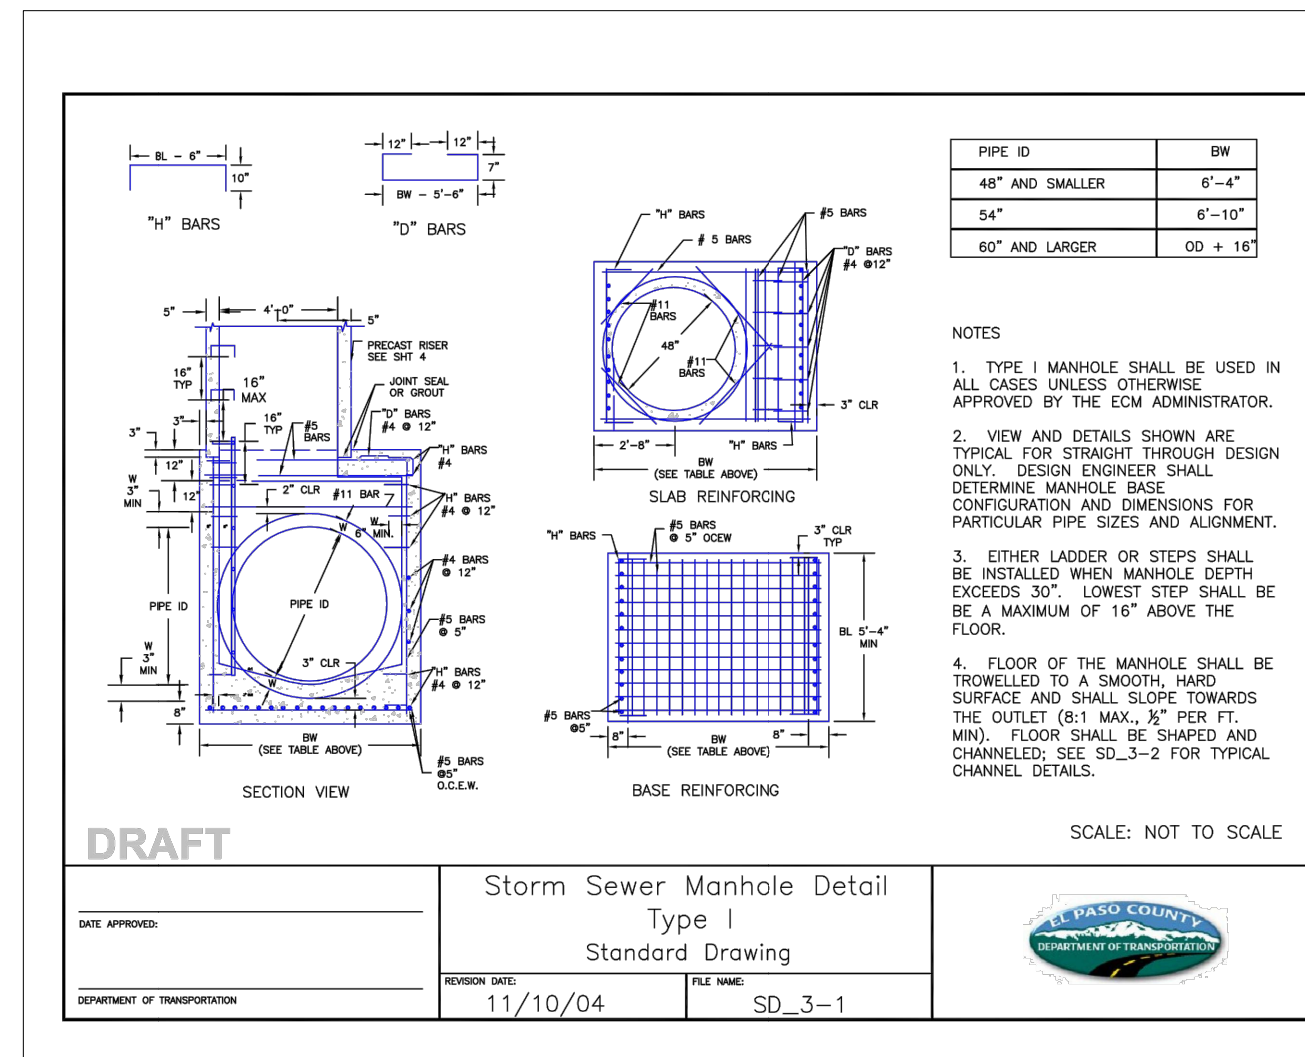 BL - 6"
10"
"H" BARS
12"
12"
7"
BW - 5'-6"
"D" BARS
5"
4'-0"
5"
PRECAST RISER
SEE SHT 4
16"
TYP
16"
MAX
JOINT SEAL
OR GROUT
3"
16"
TYP
#5
BARS
"D" BARS
#4 @ 12"
3"
12"
"H" BARS
#4
W
3"
MIN
12"
2" CLR
#11 BAR
"H" BARS
#4 @ 12"
W
W
6" MIN.
#4 BARS
@ 12"
PIPE ID
PIPE ID
#5 BARS
@ 5"
W
3"
MIN
3" CLR
W
"H" BARS
#4 @ 12"
8"
BW
(SEE TABLE ABOVE)
#5 BARS
@5"
O.C.E.W.
SECTION VIEW
"H" BARS
#5 BARS
# 5 BARS
"D" BARS
#4 @12"
#11
BARS
48"
#11
BARS
3" CLR
2'-8"
"H" BARS
BW
(SEE TABLE ABOVE)
SLAB REINFORCING
"H" BARS
#5 BARS
@ 5" OCEW
3" CLR
TYP
BL 5'-4"
MIN
#5 BARS
@5"
8"
BW
(SEE TABLE ABOVE)
8"
BASE REINFORCING
PIPE ID BW
48" AND SMALLER 6'-4"
54" 6'-10"
60" AND LARGER OD + 16"
NOTES
1. TYPE I MANHOLE SHALL BE USED IN
ALL CASES UNLESS OTHERWISE
APPROVED BY THE ECM ADMINISTRATOR.
2. VIEW AND DETAILS SHOWN ARE
TYPICAL FOR STRAIGHT THROUGH DESIGN
ONLY. DESIGN ENGINEER SHALL
DETERMINE MANHOLE BASE
CONFIGURATION AND DIMENSIONS FOR
PARTICULAR PIPE SIZES AND ALIGNMENT.
3. EITHER LADDER OR STEPS SHALL
BE INSTALLED WHEN MANHOLE DEPTH
EXCEEDS 30". LOWEST STEP SHALL BE
BE A MAXIMUM OF 16" ABOVE THE
FLOOR.
4. FLOOR OF THE MANHOLE SHALL BE
TROWELLED TO A SMOOTH, HARD
SURFACE AND SHALL SLOPE TOWARDS
THE OUTLET (8:1 MAX., ½" PER FT.
MIN). FLOOR SHALL BE SHAPED AND
CHANNELED; SEE SD_3-2 FOR TYPICAL
CHANNEL DETAILS.
SCALE: NOT TO SCALE
DRAFT
DATE APPROVED:
DEPARTMENT OF TRANSPORTATION
Storm Sewer Manhole Detail
Type I
Standard Drawing
REVISION DATE:
11/10/04
FILE NAME:
SD_3-1
EL PASO COUNTY
DEPARTMENT OF TRANSPORTATION